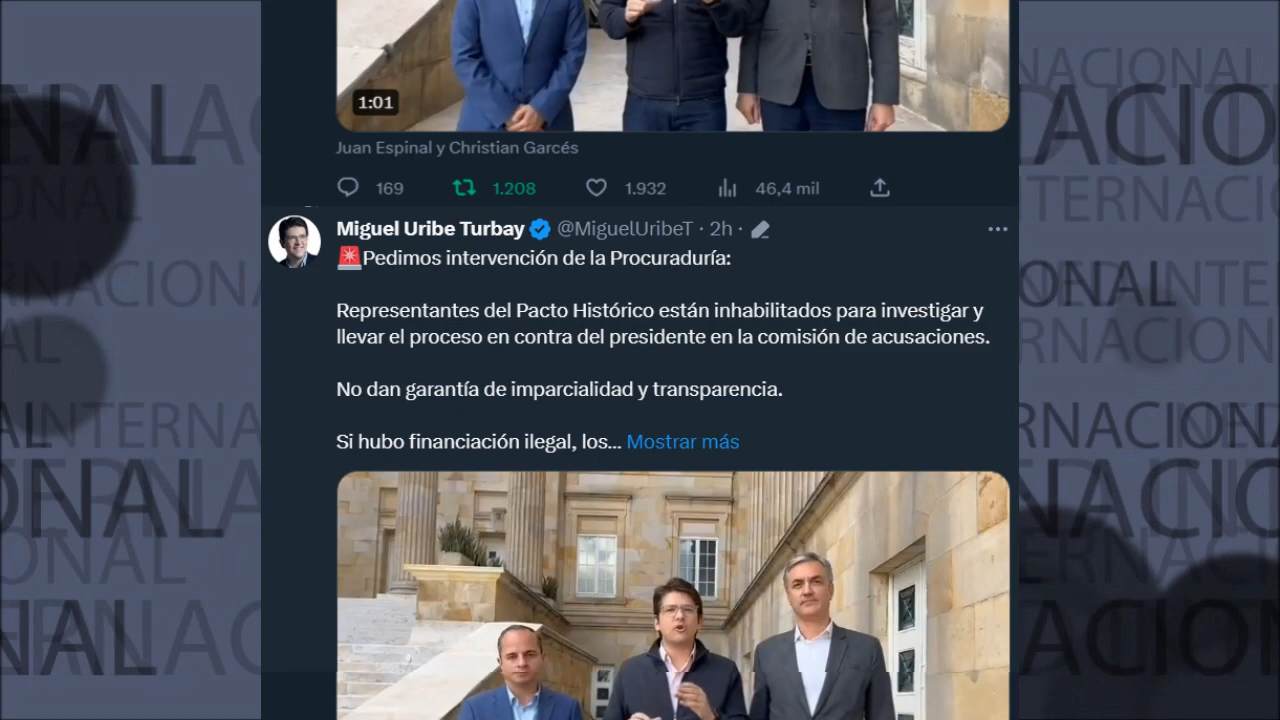 1:01
Juan Espinal y Christian Garcés
169 1.208 1.932 46,4 mil
Miguel Uribe Turbay @MiguelUribeT · 2h ·
🚨Pedimos intervención de la Procuraduría:
Representantes del Pacto Histórico están inhabilitados para investigar y
llevar el proceso en contra del presidente en la comisión de acusaciones.
No dan garantía de imparcialidad y transparencia.
Si hubo financiación ilegal, los... Mostrar más